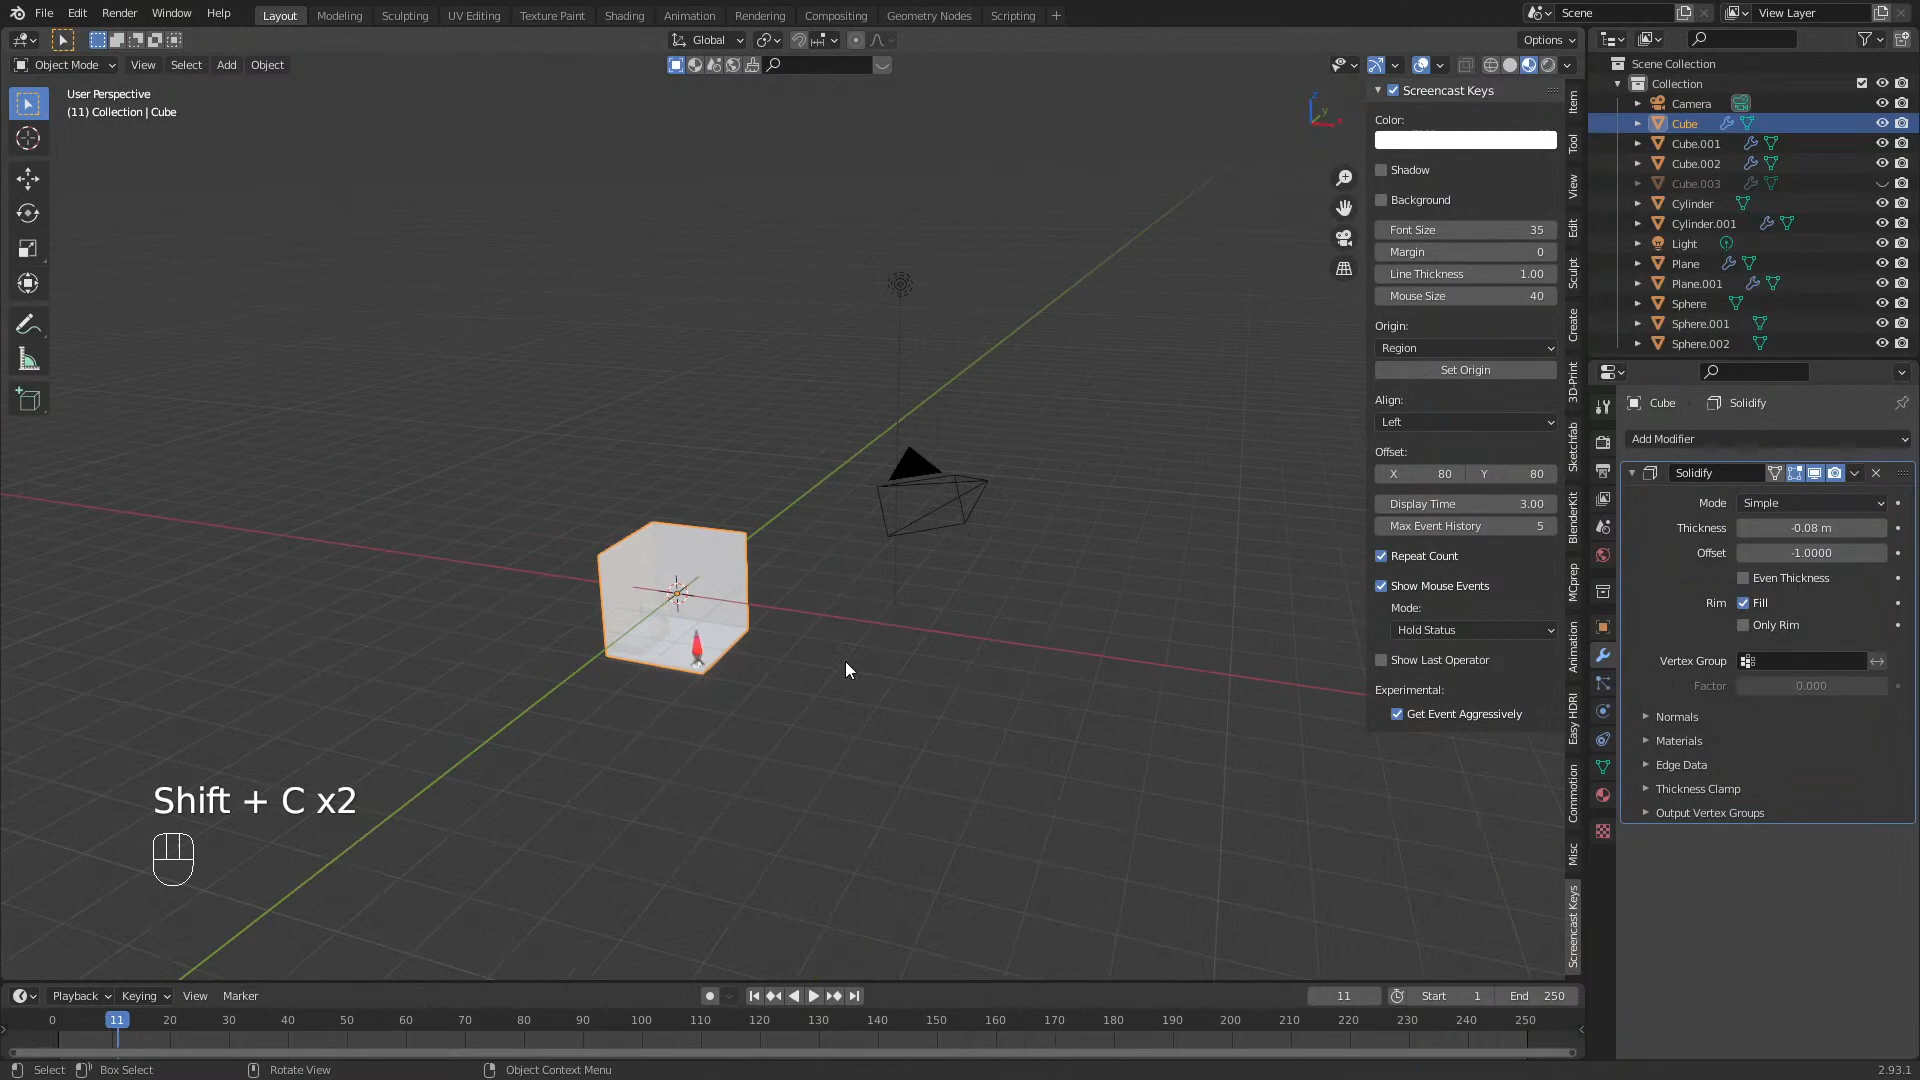 File Edit Render Window Help Layout Modeling Sculpting UV Editing Texture Paint Shading Animation Rendering Compositing Geometry Nodes Scripting + Scene View Layer
Global Options
Object Mode View Select Add Object
User Perspective
(11) Collection | Cube
Z
Y
X
Screencast Keys
Color:
Shadow
Background
Font Size 35
Margin 0
Line Thickness 1.00
Mouse Size 40
Origin:
Region
Set Origin
Align:
Left
Offset:
X 80 Y 80
Display Time 3.00
Max Event History 5
Repeat Count
Show Mouse Events
Mode:
Hold Status
Show Last Operator
Experimental:
Get Event Aggressively
Item
Tool
View
Edit
Sculpt
Create
3D-Print
Sketchfab
BlenderKit
MCprep
Animation
Easy HDRI
Commotion
Misc
Screencast Keys
Scene Collection
Collection
Camera
Cube
Cube.001
Cube.002
Cube.003
Cylinder
Cylinder.001
Light
Plane
Plane.001
Sphere
Sphere.001
Sphere.002
Cube Solidify
Add Modifier
Solidify
Mode Simple
Thickness -0.08 m
Offset -1.0000
Even Thickness
Rim Fill
Only Rim
Vertex Group
Factor 0.000
Normals
Materials
Edge Data
Thickness Clamp
Output Vertex Groups
Shift + C x2
Playback Keying View Marker 11 Start 1 End 250
0 11 20 30 40 50 60 70 80 90 100 110 120 130 140 150 160 170 180 190 200 210 220 230 240 250
Select Box Select Rotate View Object Context Menu 2.93.1